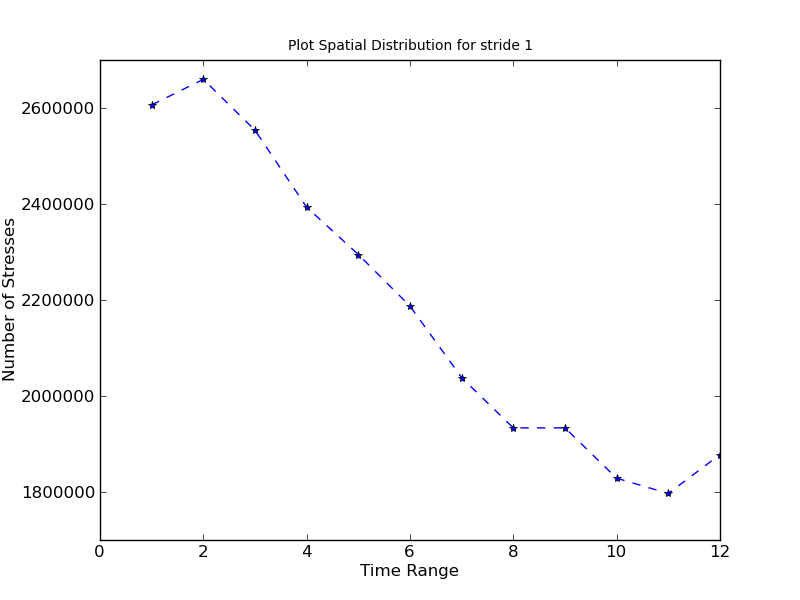 Plot Spatial Distribution for stride 1
2600000
2400000
2200000
2000000
1800000
Number of Stresses
0 2 4 6 8 10 12
Time Range